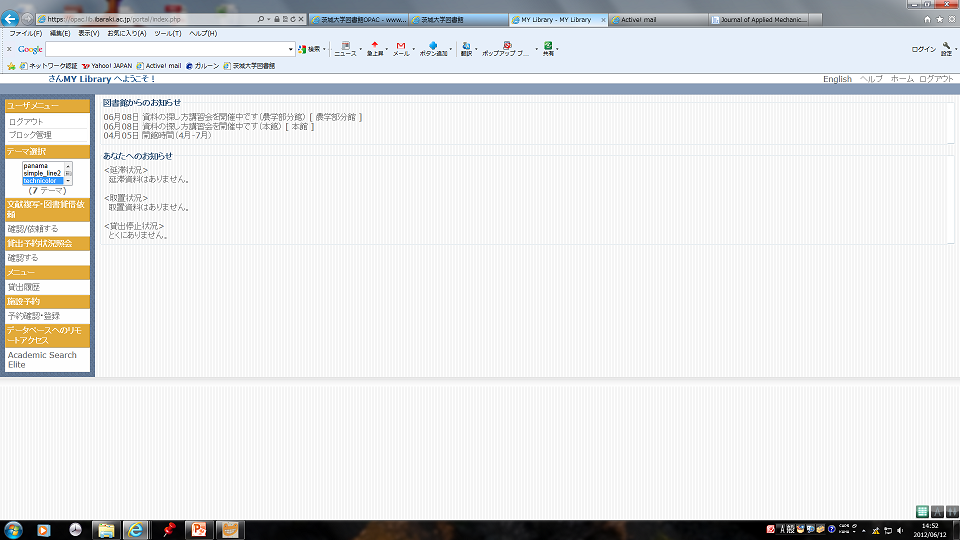 https://opac.lib.ibaraki.ac.jp/portal/index.php
茨城大学図書館OPAC - www...
茨城大学図書館
MY Library - MY Library
Active! mail
Journal of Applied Mechanic...
ファイル(F) 編集(E) 表示(V) お気に入り(A) ツール(T) ヘルプ(H)
Google 検索 ニュース 急上昇 メール ボタン追加 翻訳 ポップアップ ブ... 共有 ログイン 設定
ネットワーク認証 Yahoo! JAPAN Active! mail ガルーン 茨城大学図書館
さんMY Library へようこそ！
English ヘルプ ホーム ログアウト
ユーザメニュー
ログアウト
ブロック管理
テーマ選択
panama
simple_line2
technicolor
(7 テーマ)
文献複写・図書貸借依
頼
確認/依頼する
貸出予約状況照会
確認する
メニュー
貸出履歴
施設予約
予約確認・登録
データベースへのリモ
ートアクセス
Academic Search
Elite
図書館からのお知らせ
06月08日 資料の探し方講習会を開催中です(農学部分館) [ 農学部分館 ]
06月08日 資料の探し方講習会を開催中です(本館) [ 本館 ]
04月05日 開館時間(4月-7月)
あなたへのお知らせ
<延滞状況>
延滞資料はありません。
<取置状況>
取置資料はありません。
<貸出停止状況>
とくにありません。
14:52
2012/06/12